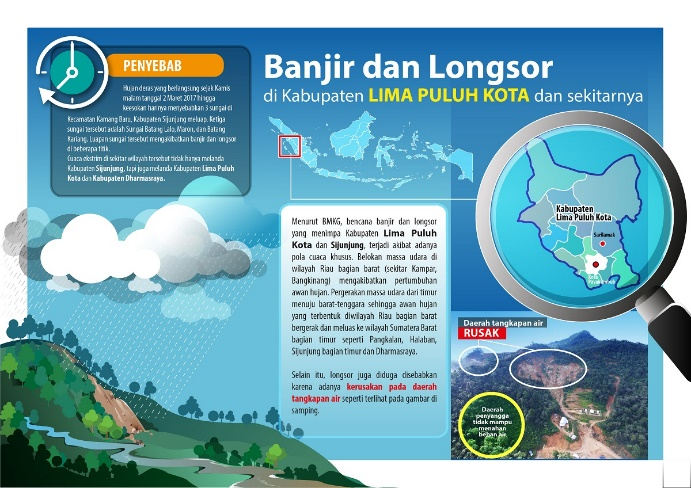 PENYEBAB
Hujan deras yang berlangsung sejak Kamis
malam tanggal 2 Maret 2017 hingga
keesokan harinya menyebabkan 3 sungai di
Kecamatan Kamang Baru, Kabupaten Sijunjung meluap. Ketiga
sungai tersebut adalah Sungai Batang Lalo, Maron, dan Batang
Kariang. Luapan sungai tersebut mengakibatkan banjir dan longsor
di beberapa titik.
Cuaca ekstrim di sekitar wilayah tersebut tidak hanya melanda
Kabupaten Sijunjung, tapi juga melanda Kabupaten Lima Puluh
Kota dan Kabupaten Dharmasraya.
Banjir dan Longsor
di Kabupaten LIMA PULUH KOTA dan sekitarnya
Kabupaten
Lima Puluh Kota
Sarilamak
Kota
Menurut BMKG, bencana banjir dan longsor
yang menimpa Kabupaten Lima Puluh
Kota dan Sijunjung, terjadi akibat adanya
pola cuaca khusus. Belokan massa udara di
wilayah Riau bagian barat (sekitar Kampar,
Bangkinang) mengakibatkan pertumbuhan
awan hujan. Pergerakan massa udara dari timur
menuju barat-tenggara sehingga awan hujan
yang terbentuk diwilayah Riau bagian barat
bergerak dan meluas ke wilayah Sumatera Barat
bagian timur seperti Pangkalan, Halaban,
Sijunjung bagian timur dan Dharmasraya.
Selain itu, longsor juga diduga disebabkan
karena adanya kerusakan pada daerah
tangkapan air seperti terlihat pada gambar di
samping.
Daerah tangkapan air
RUSAK
Daerah
penyangga
tidak mampu
menahan
beban air